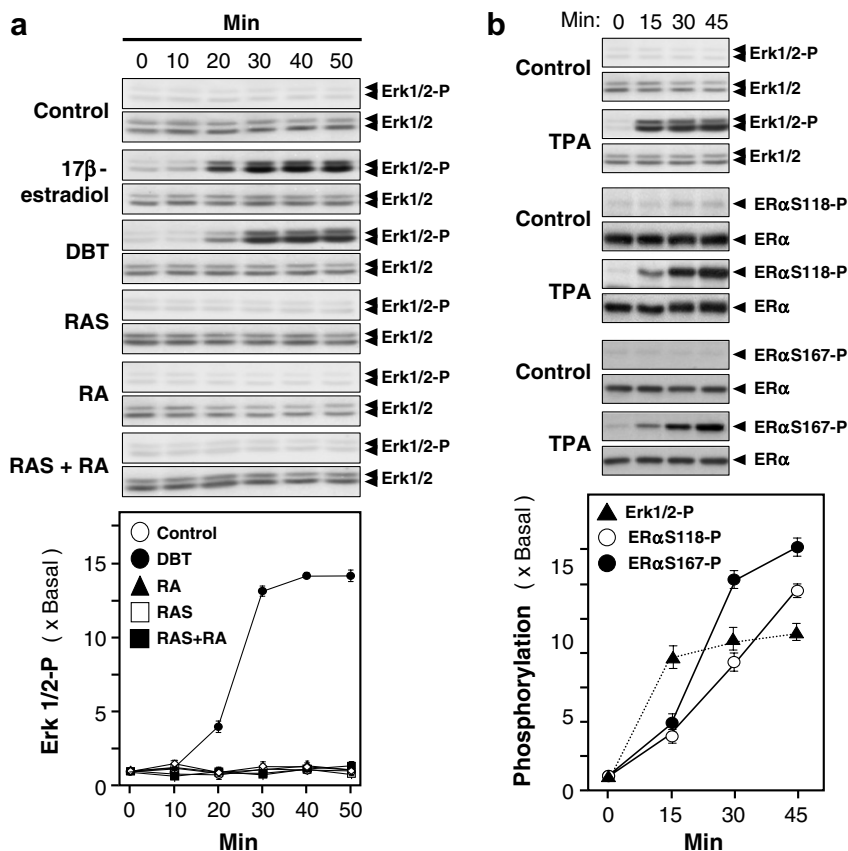 a
Min
0 10 20 30 40 50
Control
Erk1/2-P
Erk1/2
17β-
estradiol
Erk1/2-P
Erk1/2
DBT
Erk1/2-P
Erk1/2
RAS
Erk1/2-P
Erk1/2
RA
Erk1/2-P
Erk1/2
RAS + RA
Erk1/2-P
Erk1/2
Erk 1/2-P ( x Basal )
15
10
5
0
Control
DBT
RA
RAS
RAS+RA
0 10 20 30 40 50
Min
b
Min: 0 15 30 45
Control
Erk1/2-P
Erk1/2
TPA
Erk1/2-P
Erk1/2
Control
ERαS118-P
ERα
TPA
ERαS118-P
ERα
Control
ERαS167-P
ERα
TPA
ERαS167-P
ERα
Phosphorylation ( x Basal )
15
10
5
0
Erk1/2-P
ERαS118-P
ERαS167-P
0 15 30 45
Min